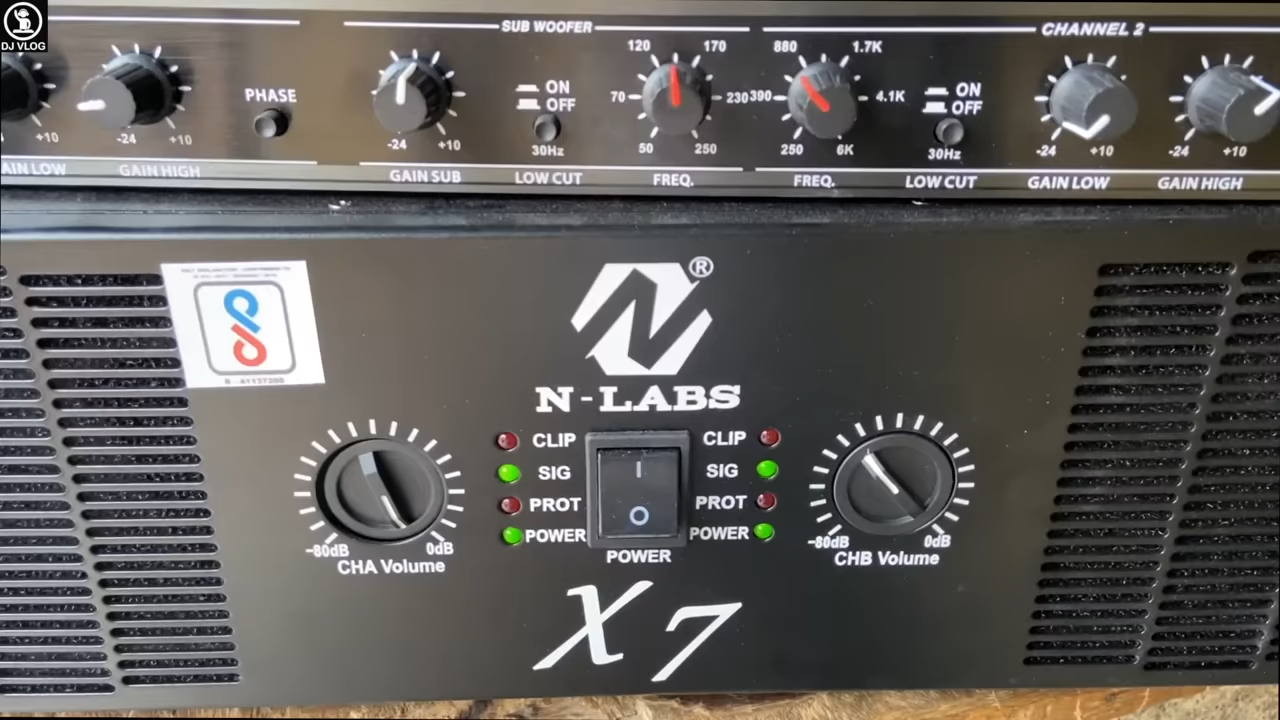 DJ VLOG
SUB WOOFER
CHANNEL 2
120 170
880 1.7K
PHASE
ON
OFF
70 230
390 4.1K
ON
OFF
+10
-24 +10
-24 +10
30Hz
50 250
250 6K
30Hz
-24 +10
-24 +10
AIN LOW
GAIN HIGH
GAIN SUB
LOW CUT
FREQ.
FREQ.
LOW CUT
GAIN LOW
GAIN HIGH
®
N-LABS
CLIP
SIG
PROT
POWER
I
O
POWER
CLIP
SIG
PROT
POWER
-80dB 0dB
CHA Volume
-80dB 0dB
CHB Volume
X7